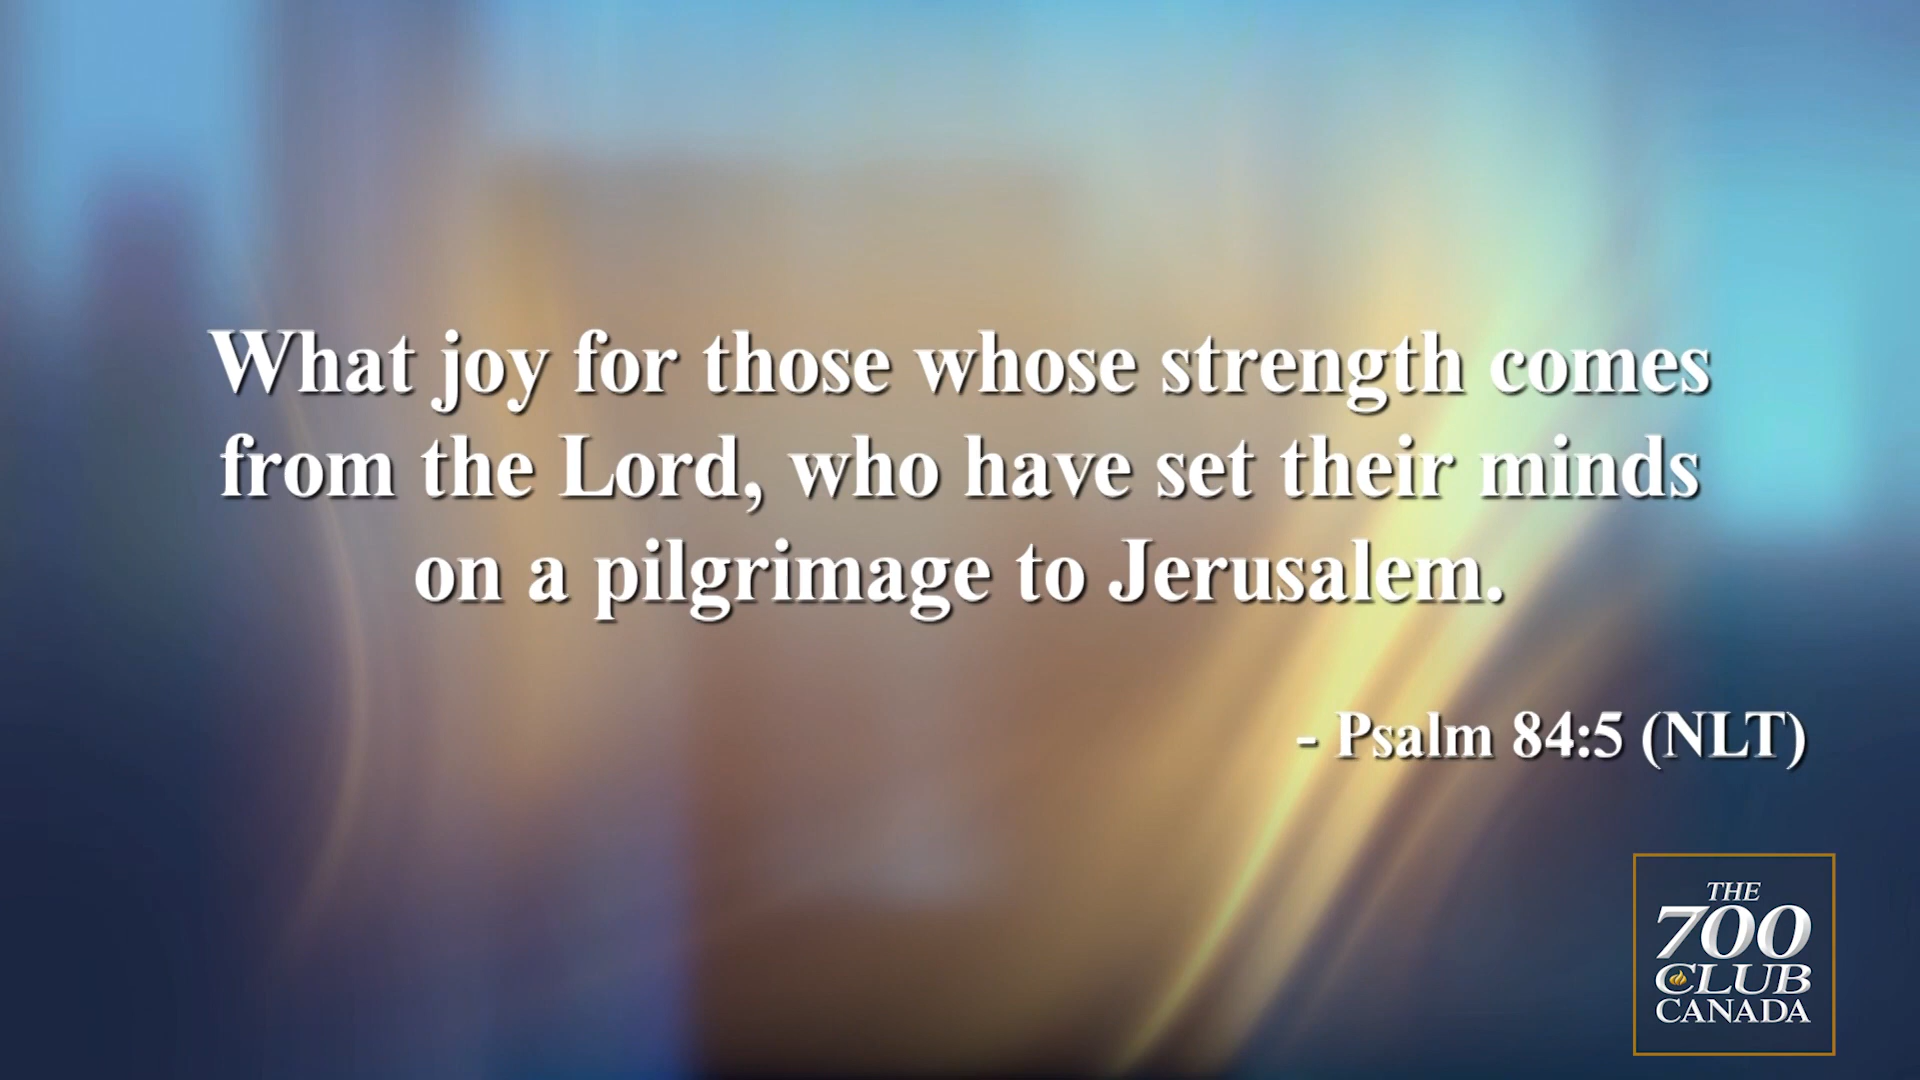 What joy for those whose strength comes
from the Lord, who have set their minds
on a pilgrimage to Jerusalem.
- Psalm 84:5 (NLT)
THE
700
CLUB
CANADA